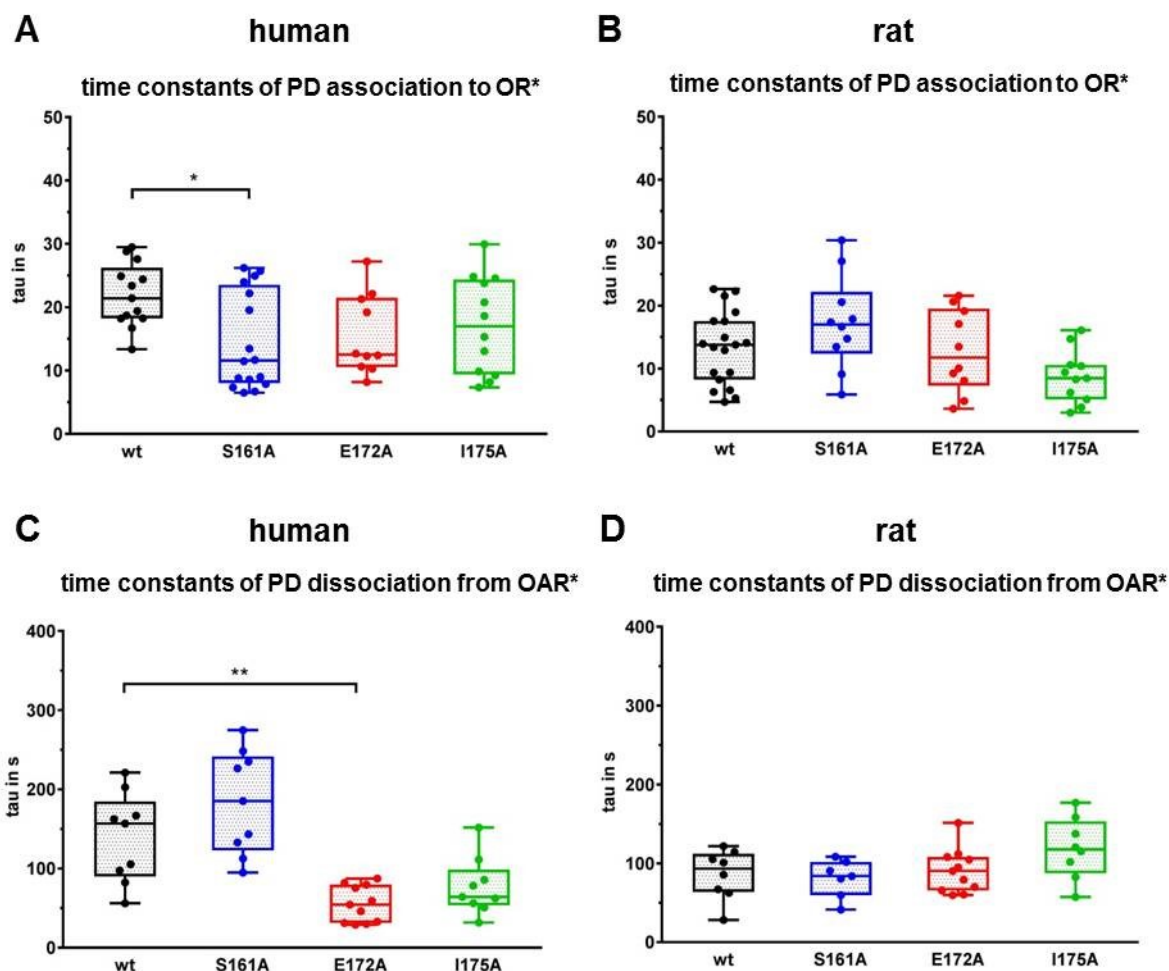 A
human
time constants of PD association to OR*
tau in s
50
40
30
20
10
0
*
wt
S161A
E172A
I175A
B
rat
time constants of PD association to OR*
tau in s
50
40
30
20
10
0
wt
S161A
E172A
I175A
C
human
time constants of PD dissociation from OAR*
tau in s
400
300
200
100
0
**
wt
S161A
E172A
I175A
D
rat
time constants of PD dissociation from OAR*
tau in s
400
300
200
100
0
wt
S161A
E172A
I175A